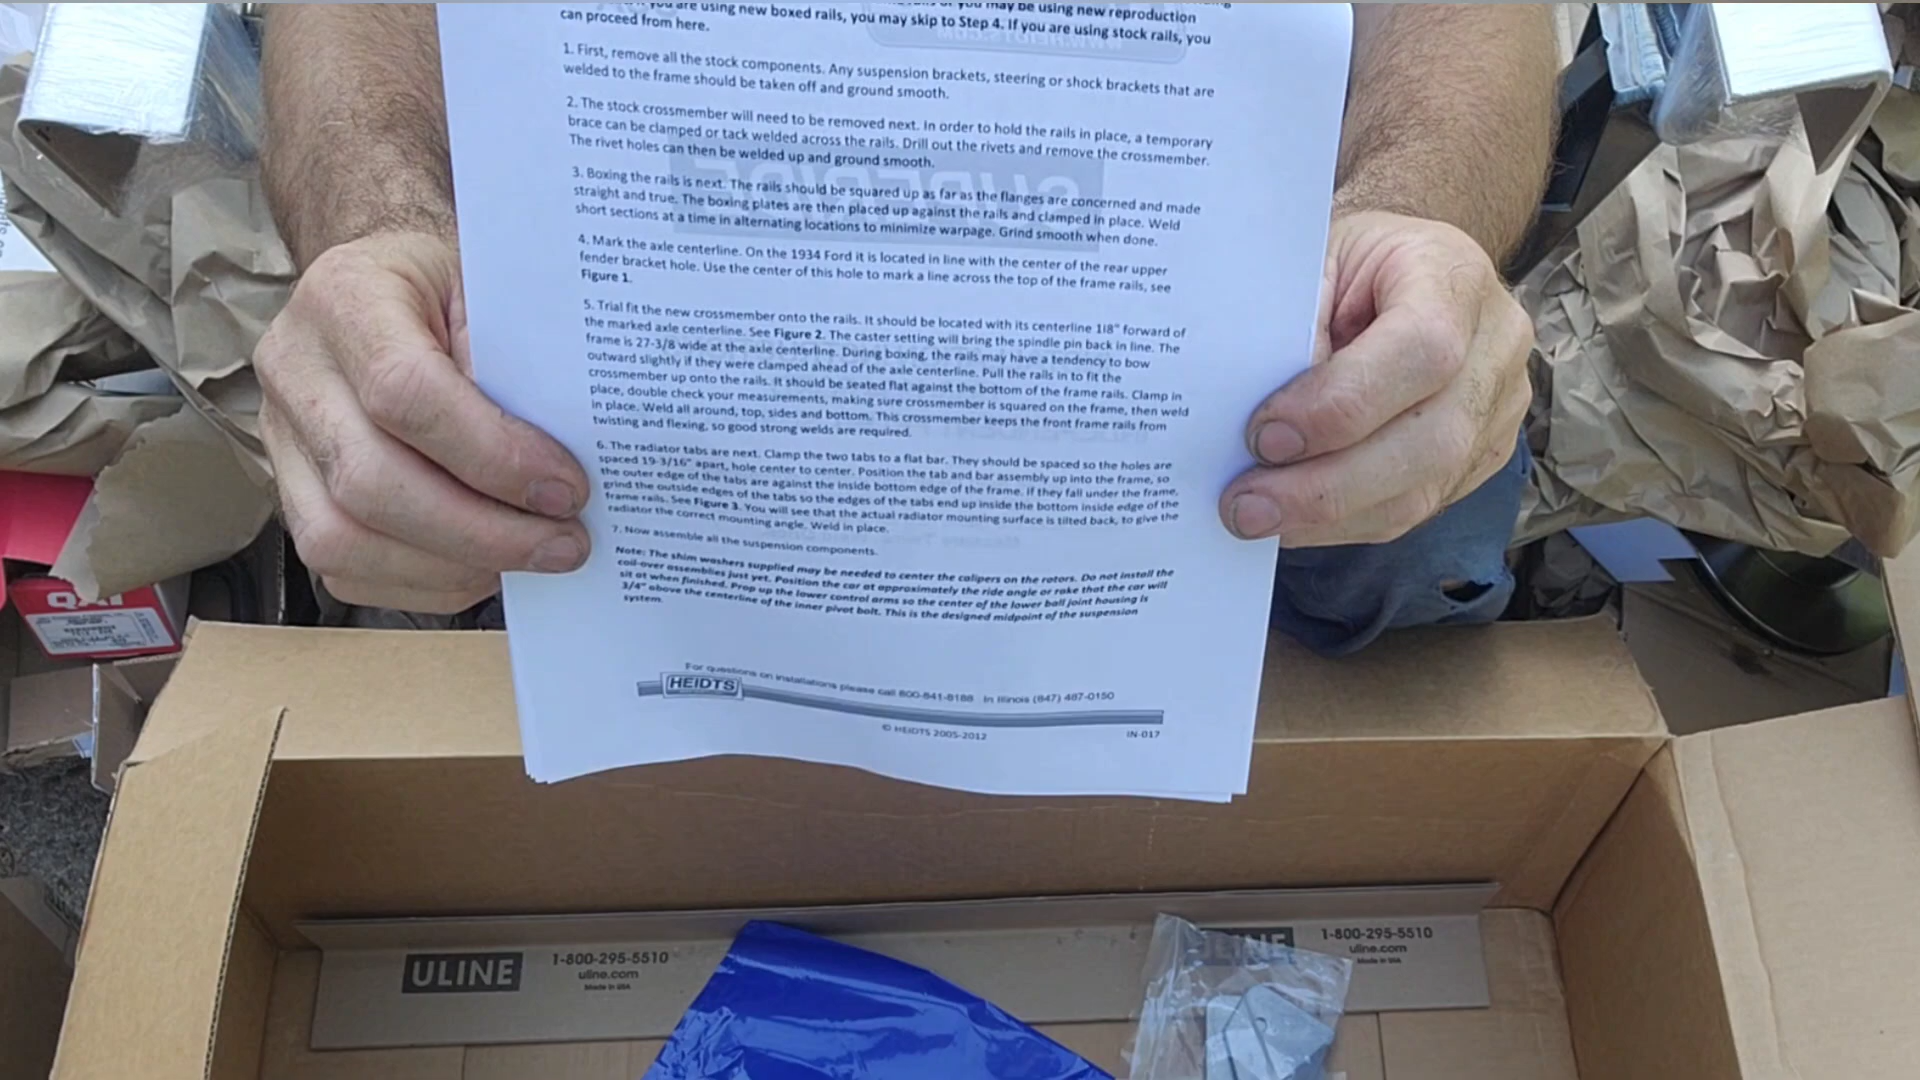 you are using new boxed rails, you may skip to Step 4. If you are using stock rails, you
may be using new reproduction
can proceed from here.
1. First, remove all the stock components. Any suspension brackets, steering or shock brackets that are
welded to the frame should be taken off and ground smooth.
2. The stock crossmember will need to be removed next. In order to hold the rails in place, a temporary
brace can be clamped or tack welded across the rails. Drill out the rivets and remove the crossmember.
The rivet holes can then be welded up and ground smooth.
3. Boxing the rails is next. The rails should be squared up as far as the flanges are concerned and made
straight and true. The boxing plates are then placed up against the rails and clamped in place. Weld
short sections at a time in alternating locations to minimize warpage. Grind smooth when done.
4. Mark the axle centerline. On the 1934 Ford it is located in line with the center of the rear upper
fender bracket hole. Use the center of this hole to mark a line across the top of the frame rails, see
Figure 1.
5. Trial fit the new crossmember onto the rails. It should be located with its centerline 1I8" forward of
the marked axle centerline. See Figure 2. The caster setting will bring the spindle pin back in line. The
frame is 27-3/8 wide at the axle centerline. During boxing, the rails may have a tendency to bow
outward slightly if they were clamped ahead of the axle centerline. Pull the rails in to fit the
crossmember up onto the rails. It should be seated flat against the bottom of the frame rails. Clamp in
place, double check your measurements, making sure crossmember is squared on the frame, then weld
in place. Weld all around, top, sides and bottom. This crossmember keeps the front frame rails from
twisting and flexing, so good strong welds are required.
6. The radiator tabs are next. Clamp the two tabs to a flat bar. They should be spaced so the holes are
spaced 19-3/16" apart, hole center to center. Position the tab and bar assembly up into the frame, so
the outer edge of the tabs are against the inside bottom edge of the frame. If they fall under the frame,
grind the outside edges of the tabs so the edges of the tabs end up inside the bottom inside edge of the
frame rails. See Figure 3. You will see that the actual radiator mounting surface is tilted back, to give the
radiator the correct mounting angle. Weld in place.
7. Now assemble all the suspension components.
Note: The shim washers supplied may be needed to center the calipers on the rotors. Do not install the
coil-over assemblies just yet. Position the car at approximately the ride angle or rake that the car will
sit at when finished. Prop up the lower control arms so the center of the lower ball joint housing is
3/4" above the centerline of the inner pivot bolt. This is the designed midpoint of the suspension
system.
For questions on installations please call 800-841-8188 In Illinois (847) 487-0150
HEIDTS
© HEIDTS 2005-2012
IN-017
QA1
ULINE
1-800-295-5510
uline.com
Made in USA
ULINE
1-800-295-5510
uline.com
Made in USA